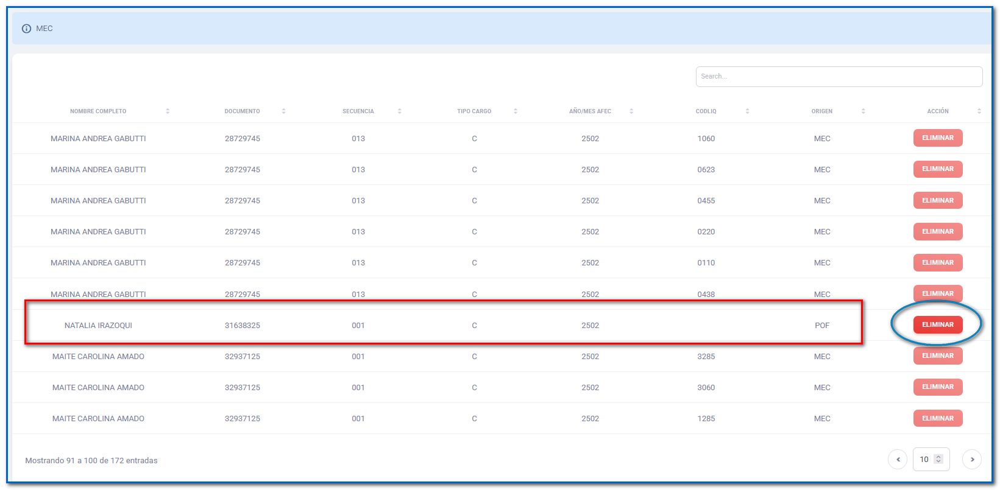 MEC
Search...
NOMBRE COMPLETO DOCUMENTO SECUENCIA TIPO CARGO AÑO/MES AFEC CODLIQ ORIGEN ACCIÓN
MARINA ANDREA GABUTTI 28729745 013 C 2502 1060 MEC ELIMINAR
MARINA ANDREA GABUTTI 28729745 013 C 2502 0623 MEC ELIMINAR
MARINA ANDREA GABUTTI 28729745 013 C 2502 0455 MEC ELIMINAR
MARINA ANDREA GABUTTI 28729745 013 C 2502 0220 MEC ELIMINAR
MARINA ANDREA GABUTTI 28729745 013 C 2502 0110 MEC ELIMINAR
MARINA ANDREA GABUTTI 28729745 013 C 2502 0438 MEC ELIMINAR
NATALIA IRAZOQUI 31638325 001 C 2502 POF ELIMINAR
MAITE CAROLINA AMADO 32937125 001 C 2502 3285 MEC ELIMINAR
MAITE CAROLINA AMADO 32937125 001 C 2502 3060 MEC ELIMINAR
MAITE CAROLINA AMADO 32937125 001 C 2502 1285 MEC ELIMINAR
Mostrando 91 a 100 de 172 entradas 10